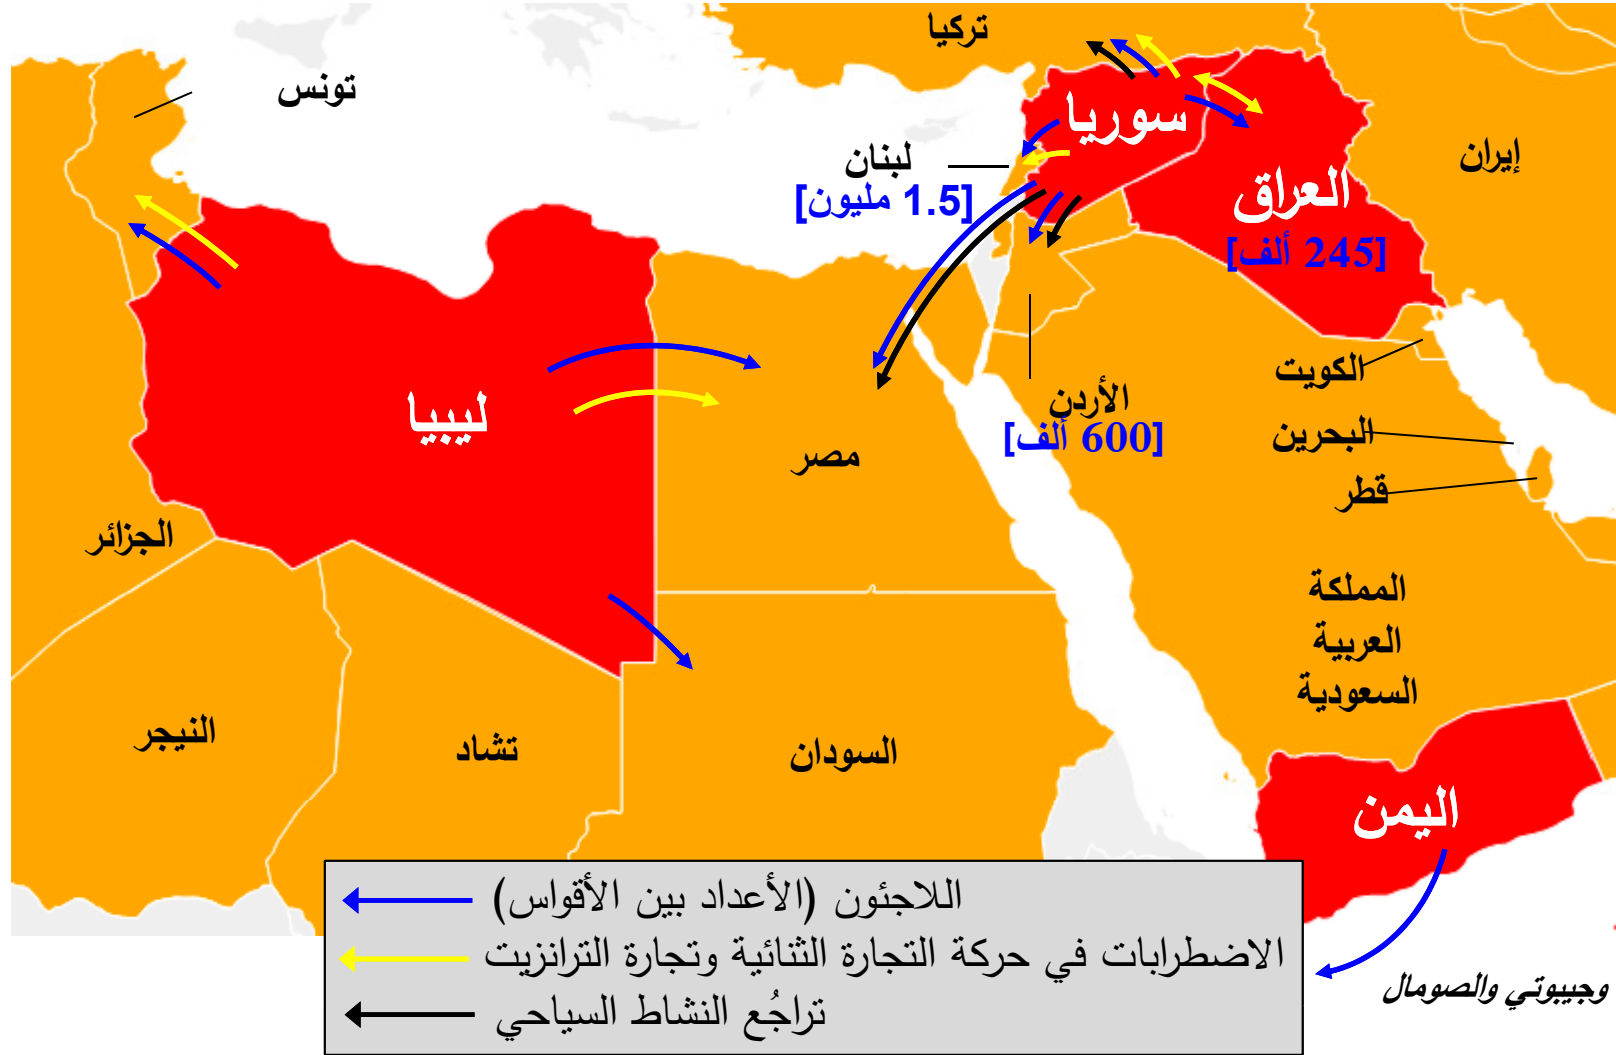 تركيا
تونس
سوريا
إيران
لبنان
[1.5 مليون]
العراق
[245 ألف]
الكويت
الأردن
[600 ألف]
ليبيا
البحرين
مصر
قطر
الجزائر
المملكة
العربية
السعودية
النيجر
تشاد
السودان
اليمن
اللاجئون (الأعداد بين الأقواس)
الاضطرابات في حركة التجارة الثنائية وتجارة الترانزيت
تراجُع النشاط السياحي
وجيبوتي والصومال